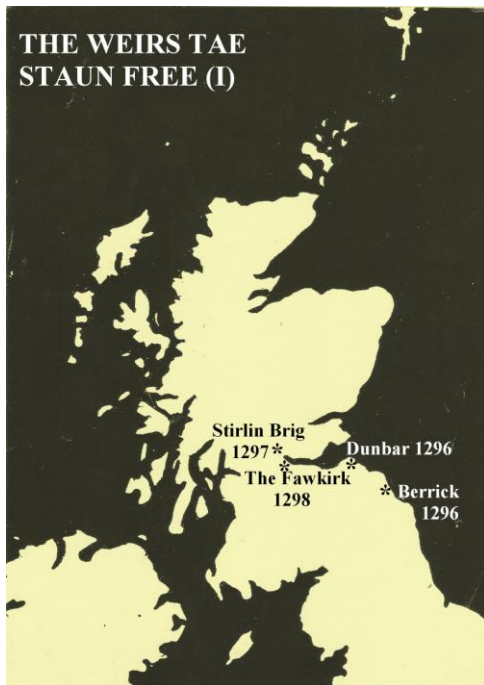 THE WEIRS TAE
STAUN FREE (I)
Stirlin Brig
1297
Dunbar 1296
The Fawkirk
1298
Berrick
1296